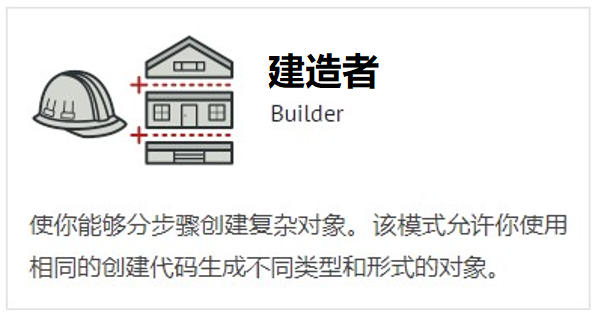 建造者
Builder
使你能够分步骤创建复杂对象。该模式允许你使用
相同的创建代码生成不同类型和形式的对象。